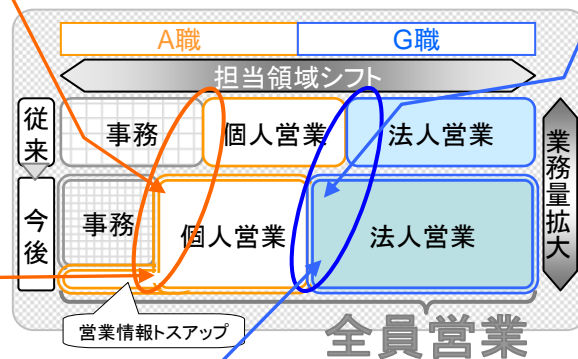 A職
G職
担当領域シフト
従来
事務
個人営業
法人営業
業務量拡大
今後
事務
個人営業
法人営業
営業情報トスアップ
全員営業